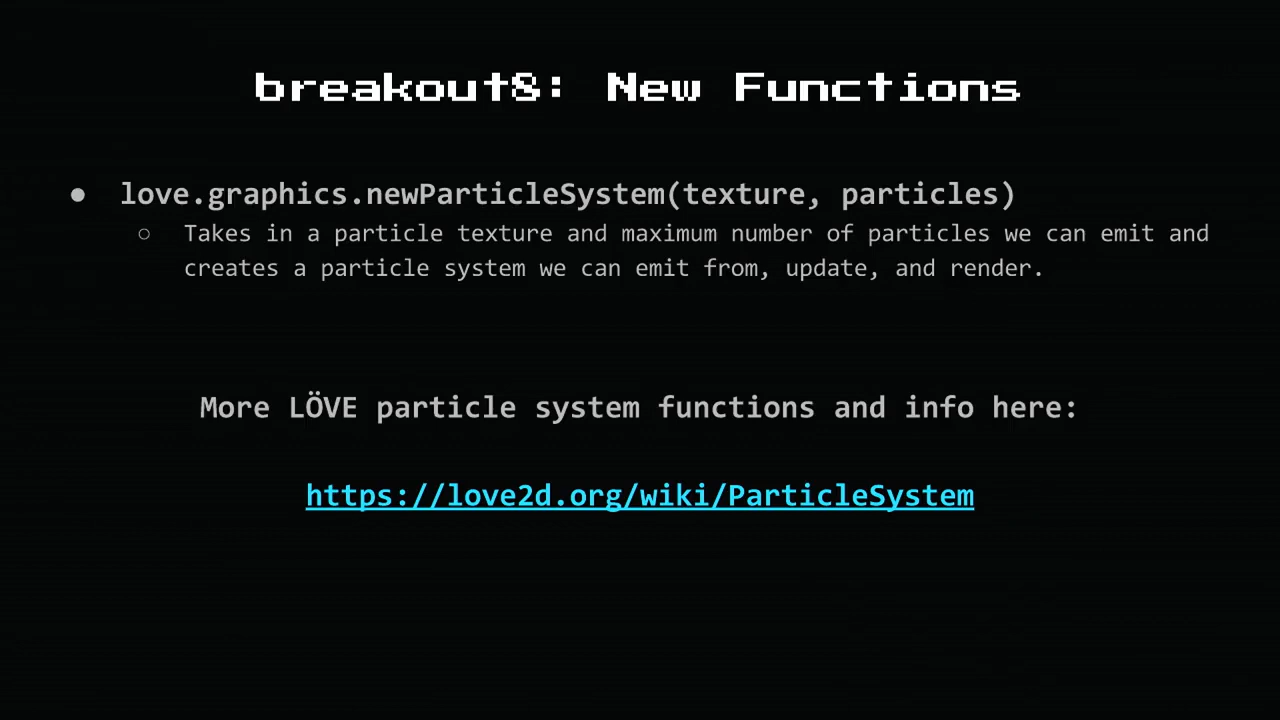 breakout8: New Functions
● love.graphics.newParticleSystem(texture, particles)
○ Takes in a particle texture and maximum number of particles we can emit and
creates a particle system we can emit from, update, and render.
More LÖVE particle system functions and info here:
https://love2d.org/wiki/ParticleSystem